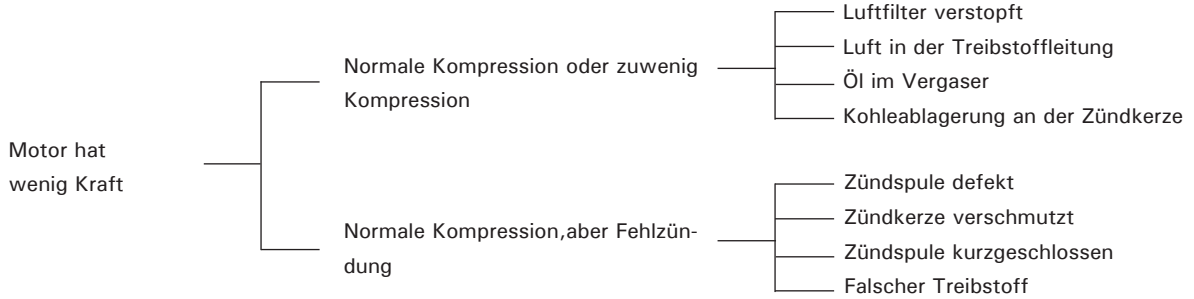 Motor hat
wenig Kraft
Normale Kompression oder zuwenig
Kompression
Luftfilter verstopft
Luft in der Treibstoffleitung
Öl im Vergaser
Kohleablagerung an der Zündkerze
Normale Kompression,aber Fehlzün-
dung
Zündspule defekt
Zündkerze verschmutzt
Zündspule kurzgeschlossen
Falscher Treibstoff